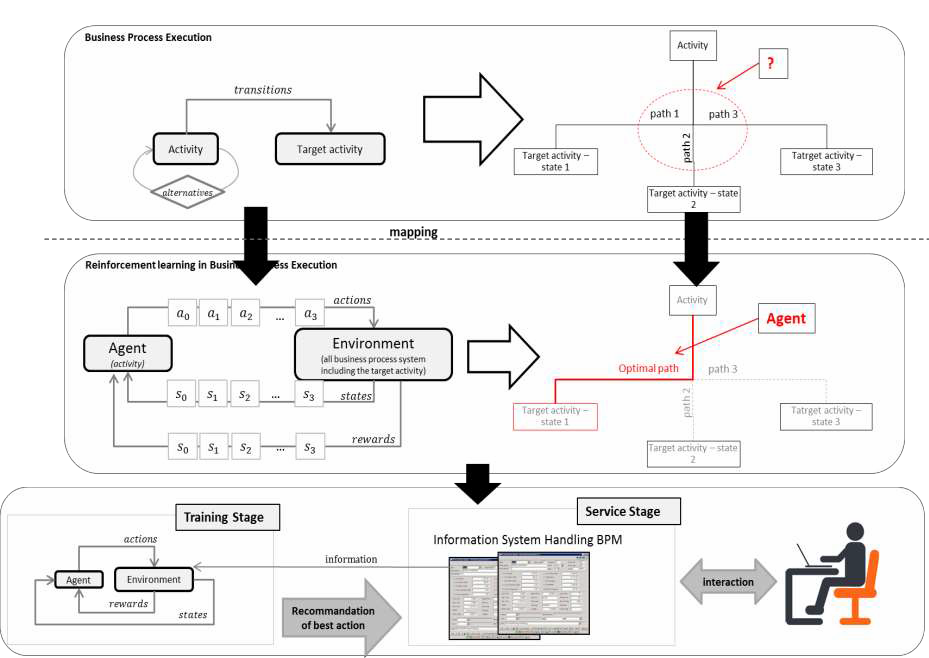 Business Process Execution
transitions
Activity
Target activity
alternatives
Activity
?
path 1
path 3
path 2
Target activity –
state 1
Tatrget activity –
state 3
Target activity – state
2
mapping
Reinforcement learning in Busin ess Execution
actions
a0 a1 a2 ... a3
Agent
(activity)
Environment
(all business process system
including the target activity)
s0 s1 s2 ... s3
states
s0 s1 s2 ... s3
rewards
Activity
Agent
Optimal path
path 3
path 2
Target activity –
state 1
Tatrget activity –
state 3
Target activity – state
2
Training Stage
actions
Agent
Environment
rewards
states
information
Recommandation
of best action
Service Stage
Information System Handling BPM
interaction